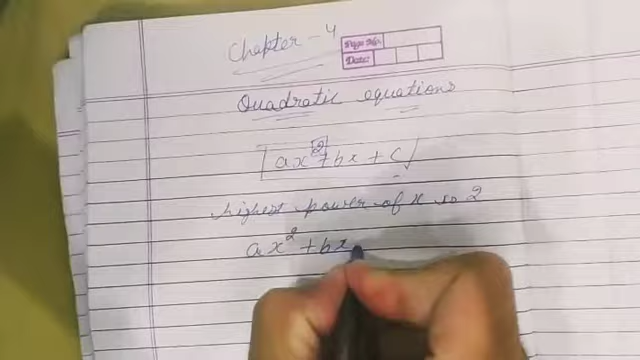 Chapter - 4
Page No.
Date:
Quadratic equations
ax²+bx+c
highest power of x is 2
ax²+bx